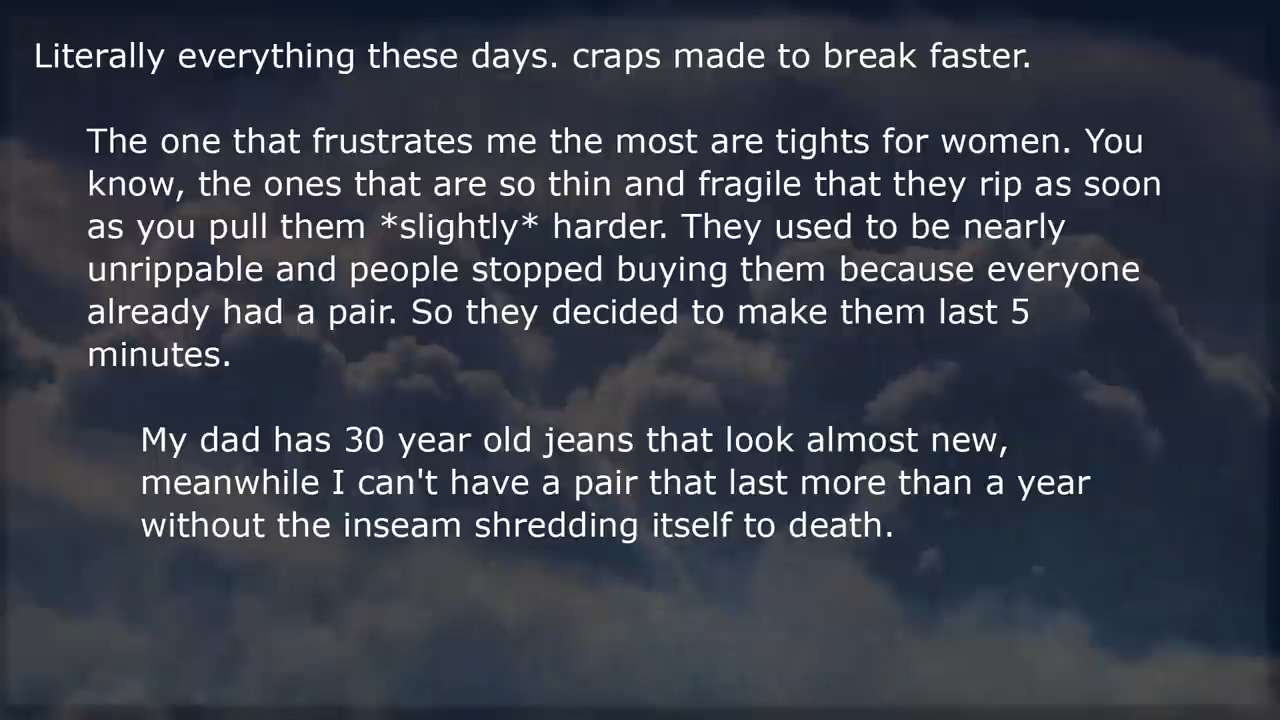 Literally everything these days. craps made to break faster.
The one that frustrates me the most are tights for women. You
know, the ones that are so thin and fragile that they rip as soon
as you pull them *slightly* harder. They used to be nearly
unrippable and people stopped buying them because everyone
already had a pair. So they decided to make them last 5
minutes.
My dad has 30 year old jeans that look almost new,
meanwhile I can't have a pair that last more than a year
without the inseam shredding itself to death.